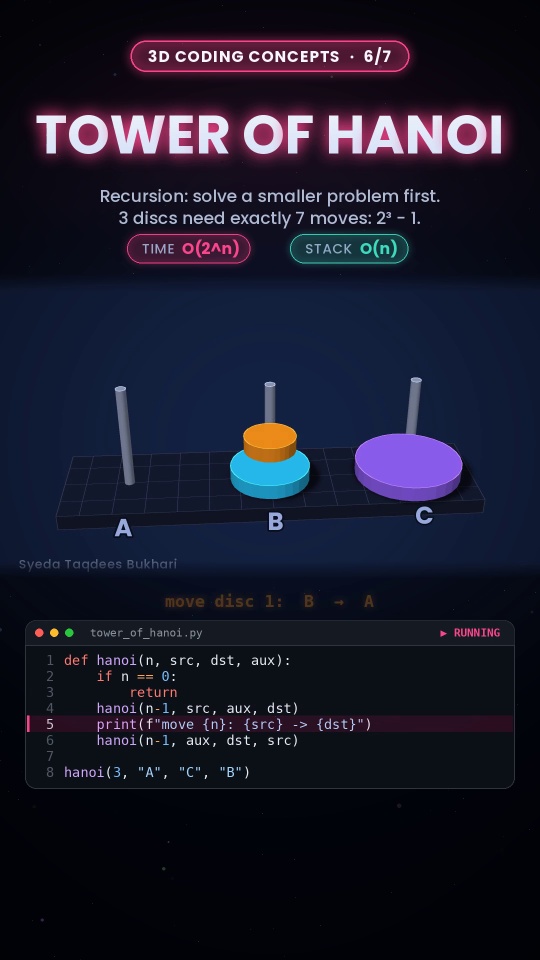 3D CODING CONCEPTS · 6/7
TOWER OF HANOI
Recursion: solve a smaller problem first.
3 discs need exactly 7 moves: 2³ - 1.
TIME O(2^n) STACK O(n)
A B C
Syeda Taqdees Bukhari
move disc 1: B → A
tower_of_hanoi.py ▶ RUNNING
1 def hanoi(n, src, dst, aux):
2     if n == 0:
3         return
4     hanoi(n-1, src, aux, dst)
5     print(f"move {n}: {src} -> {dst}")
6     hanoi(n-1, aux, dst, src)
7
8 hanoi(3, "A", "C", "B")